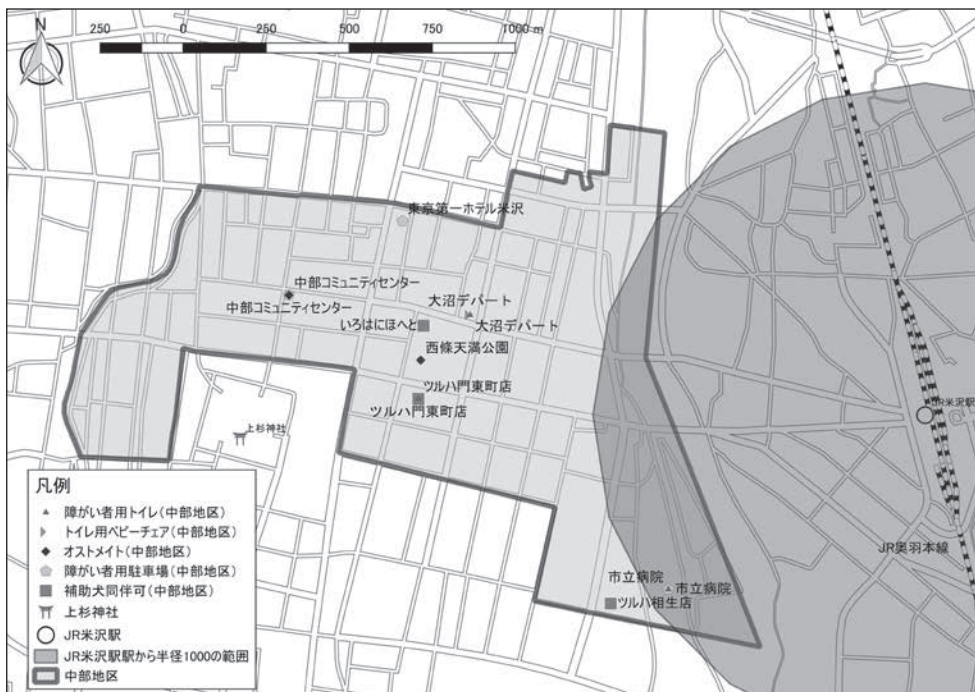 N
250 0 250 500 750 1000 m
東京第一ホテル米沢
中部コミュニティセンター
中部コミュニティセンター
大沼デパート
大沼デパート
いろはにほへと
西條天満公園
ツルハ門東町店
ツルハ門東町店
上杉神社
JR米沢駅
JR奥羽本線
市立病院
市立病院
ツルハ相生店
凡例
障がい者用トイレ(中部地区)
トイレ用ベビーチェア(中部地区)
オストメイト(中部地区)
障がい者用駐車場(中部地区)
補助犬同伴可(中部地区)
上杉神社
JR米沢駅
JR米沢駅駅から半径1000の範囲
中部地区